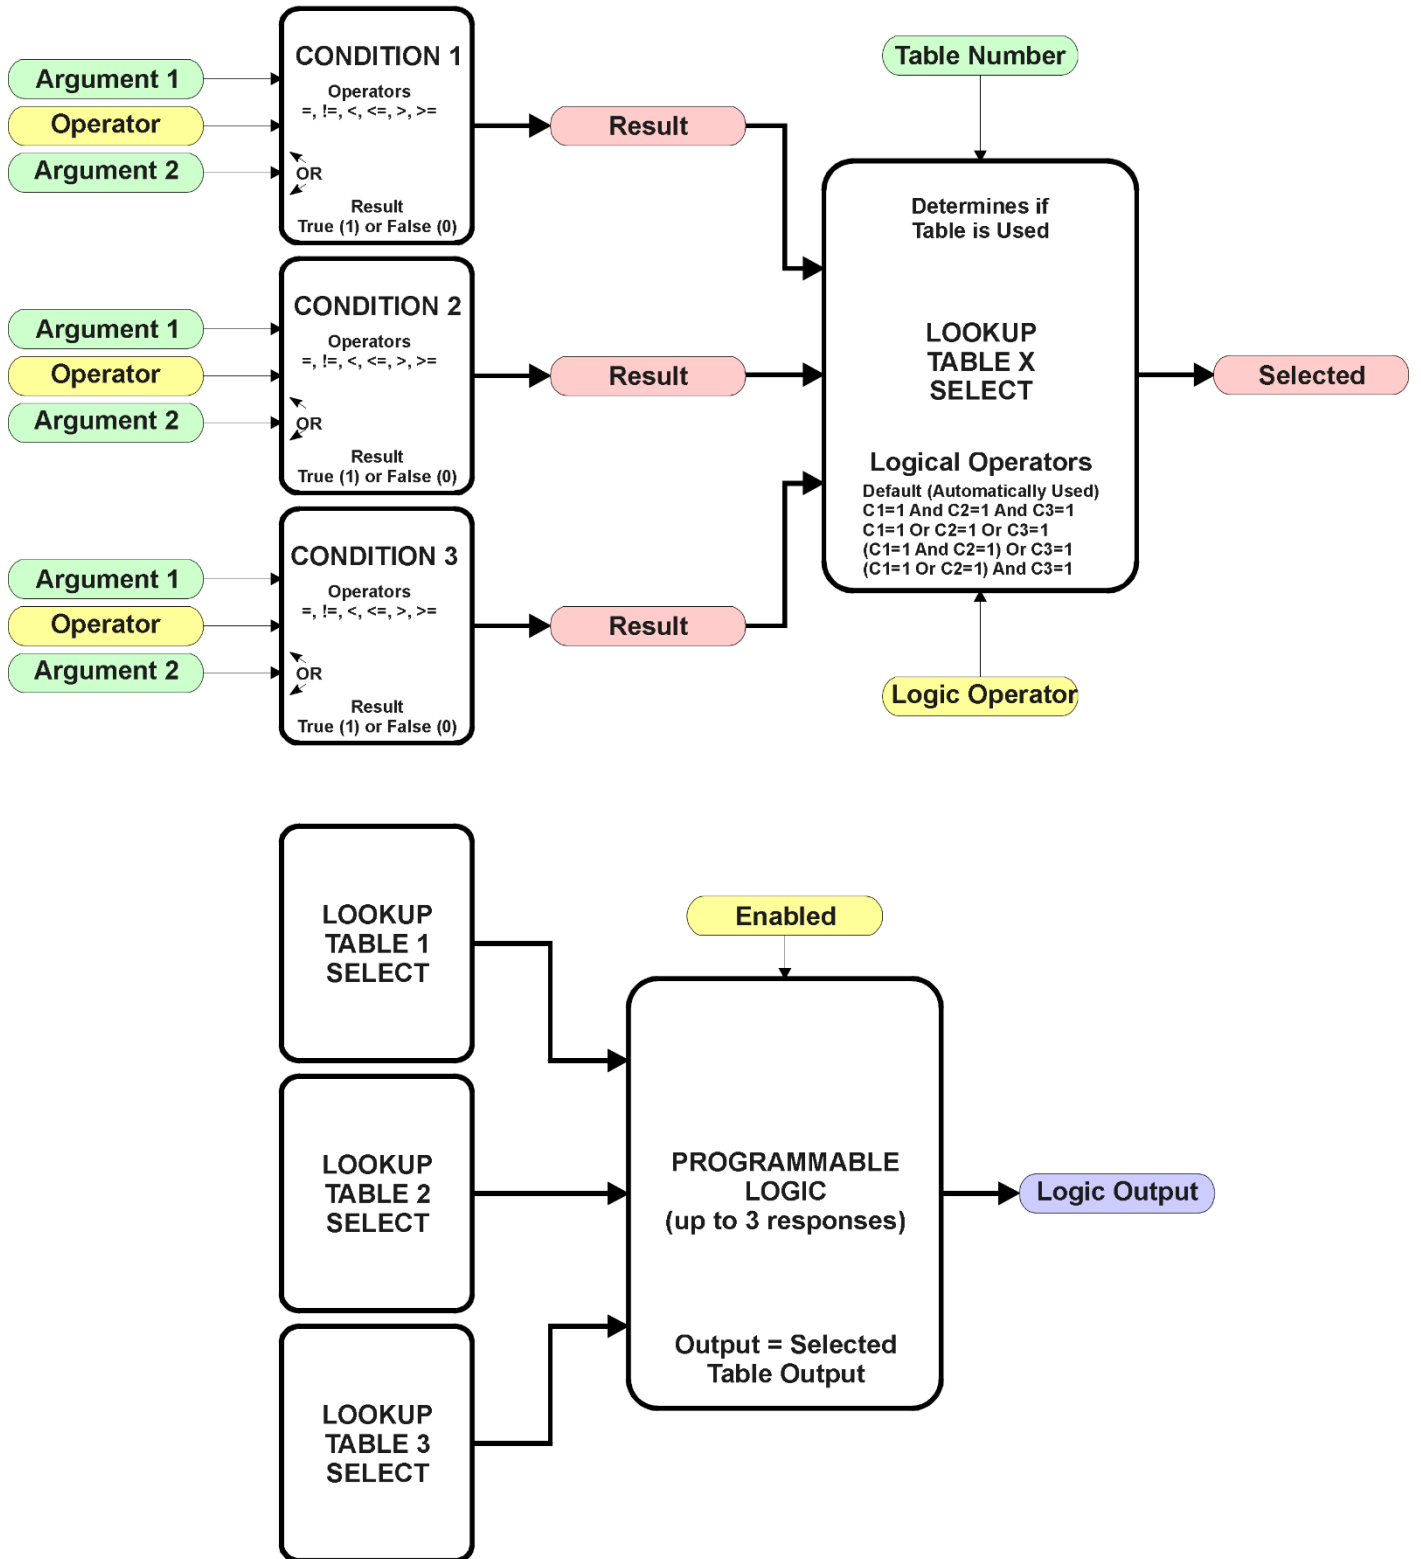 Argument 1
Operator
Argument 2
CONDITION 1
Operators
=, !=, <, <=, >, >=
OR
Result
True (1) or False (0)
Result
Argument 1
Operator
Argument 2
CONDITION 2
Operators
=, !=, <, <=, >, >=
OR
Result
True (1) or False (0)
Result
Argument 1
Operator
Argument 2
CONDITION 3
Operators
=, !=, <, <=, >, >=
OR
Result
True (1) or False (0)
Result
Table Number
Determines if
Table is Used
LOOKUP
TABLE X
SELECT
Logical Operators
Default (Automatically Used)
C1=1 And C2=1 And C3=1
C1=1 Or C2=1 Or C3=1
(C1=1 And C2=1) Or C3=1
(C1=1 Or C2=1) And C3=1
Logic Operator
Selected
LOOKUP
TABLE 1
SELECT
LOOKUP
TABLE 2
SELECT
LOOKUP
TABLE 3
SELECT
Enabled
PROGRAMMABLE
LOGIC
(up to 3 responses)
Output = Selected
Table Output
Logic Output